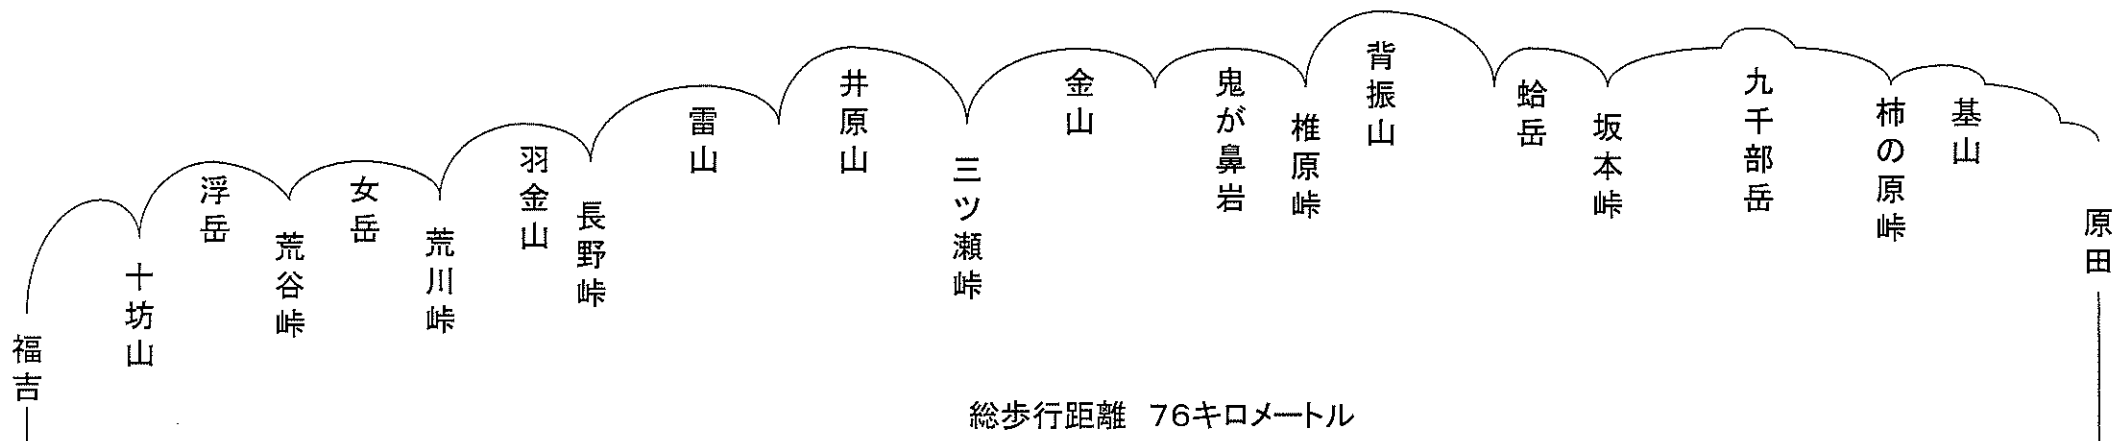 福吉
十坊山
浮岳
荒谷峠
女岳
荒川峠
羽金山
長野峠
雷山
井原山
三ツ瀬峠
金山
鬼が鼻岩
椎原峠
背振山
蛤岳
坂本峠
九千部岳
柿の原峠
基山
原田
総歩行距離 76キロメートル